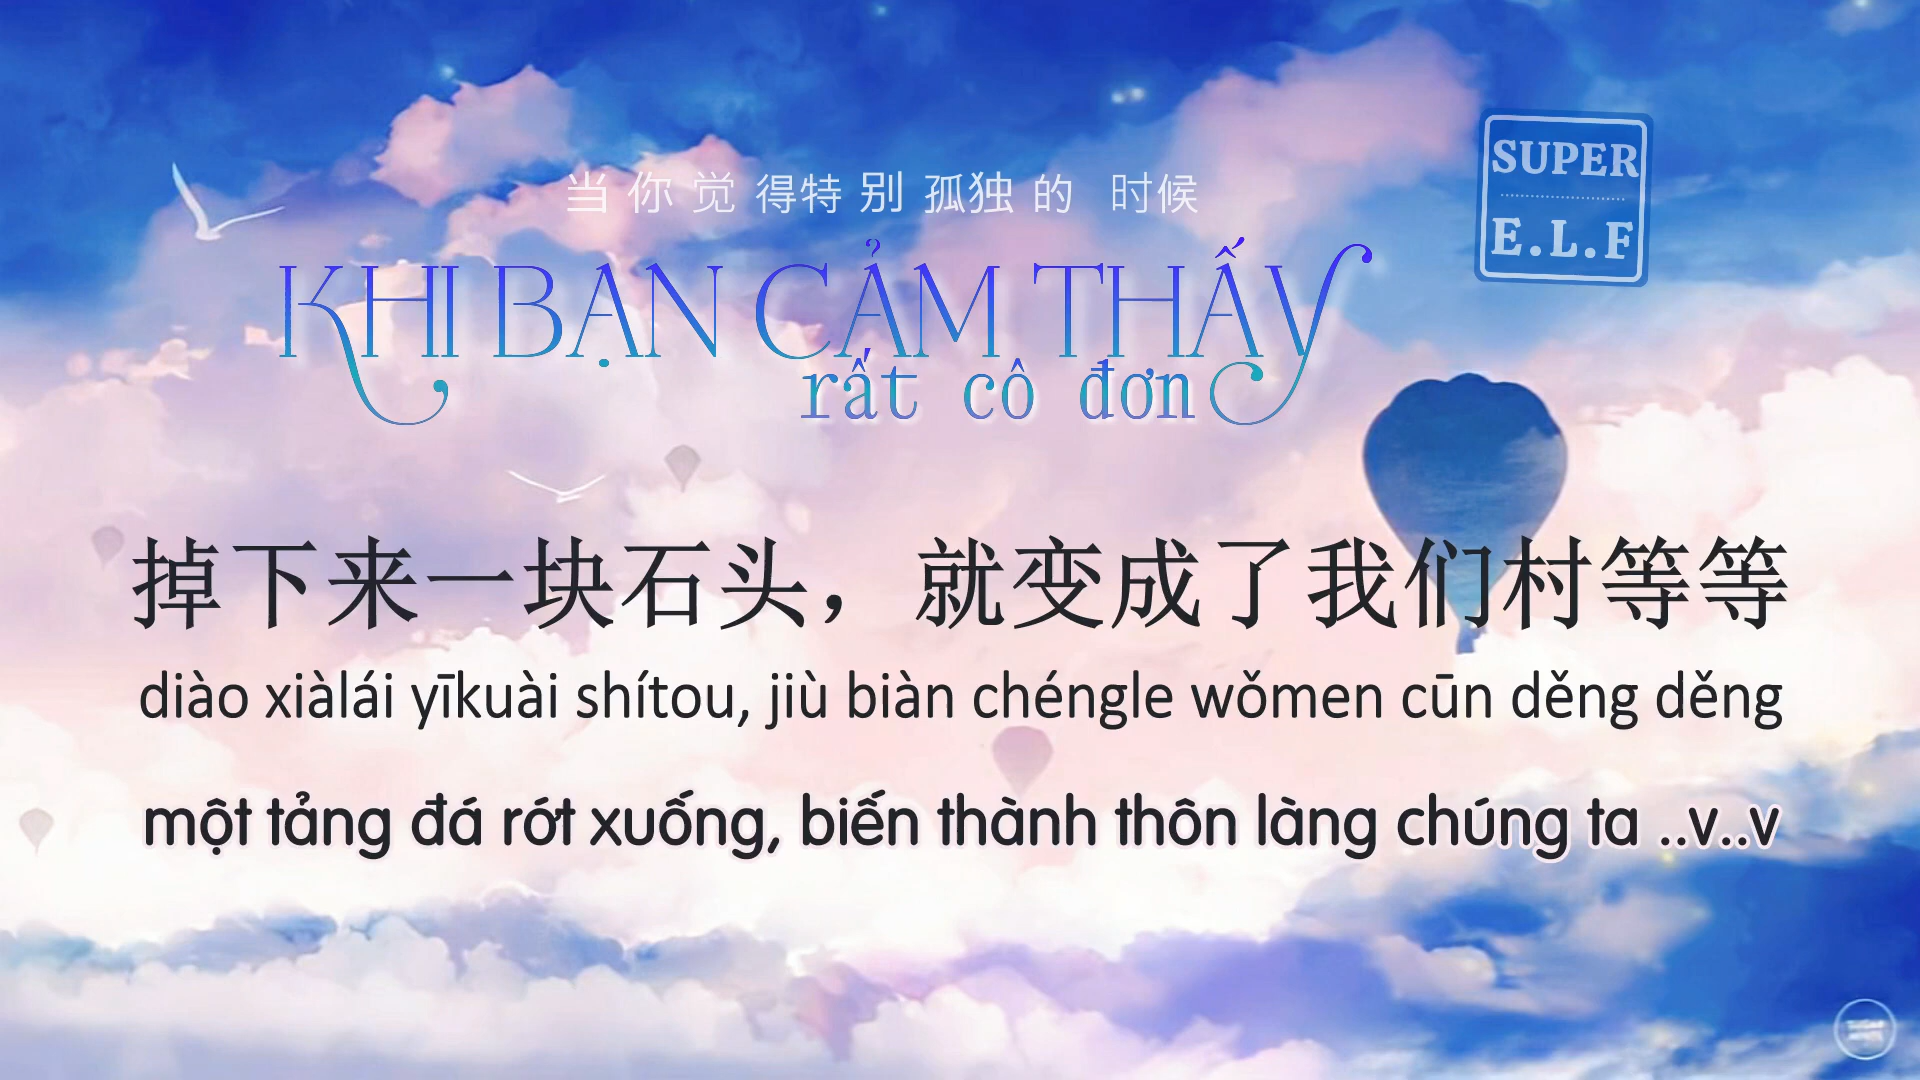 当你觉得特别孤独的 时候
SUPER
E.L.F
KHI BẠN CẢM THẤY
rất cô đơn
掉下来一块石头，就变成了我们村等等
diào xiàlái yīkuài shítou, jiù biàn chéngle wǒmen cūn děng děng
một tảng đá rớt xuống, biến thành thôn làng chúng ta ..v..v